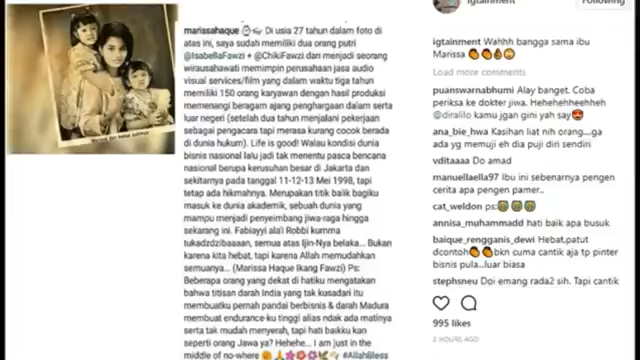 marissahaque Di usia 27 tahun dalam foto di
atas ini, saya sudah memiliki dua orang putri
@IsabellaFawzi + @ChikiFawzi dan menjadi seorang
wirausahawati memimpin perusahaan jasa audio
visual services/film yang dalam waktu tiga tahun
memiliki 150 orang karyawan dengan hasil produksi
memenangi beragam ajang penghargaan dalam serta
luar negeri (setelah dua tahun menjalani pekerjaan
sebagai pengacara tapi merasa kurang cocok berada
di dunia hukum). Life is good! Walau kondisi dunia
bisnis nasional lalu jadi tak menentu pasca bencana
nasional berupa kerusuhan besar di Jakarta dan
sekitarnya pada tanggal 11-12-13 Mei 1998, tapi
tetap ada hikmahnya. Merupakan titik balik bagiku
masuk ke dunia akademik, sebuah dunia yang
mampu menjadi penyeimbang jiwa-raga hingga
sekarang ini. Fabiayyi ala'i Robbi kumma
tukadzdzibaaaan, semua atas Ijin-Nya belaka... Bukan
karena kita hebat, tapi karena Allah memudahkan
semuanya... (Marissa Haque Ikang Fawzi) Ps:
Beberapa orang yang dekat di hatiku mengatakan
bahwa titisan darah India yang tak kusadari itu
membuatku pernah pandai berbisnis & darah Madura
membuat endurance-ku tinggi alias ndak ada matinya
serta tak mudah menyerah, tapi hati baikku kan
seperti orang Jawa ya? Hehehe... I am just in the
middle of no-where #AllahBless
igtainment
Following
igtainment Wahhh bangga sama ibu
Marissa
Load more comments
puanswarnabhumi Alay banget. Coba
periksa ke dokter jiwa. Hehehehheehheh
@diralilo kamu jgan gini yah say
ana_bie_hwa Kasihan liat nih orang....ga
ada yg memuji eh dia puji diri sendiri
vditaaaa Do amad
manuellaella97 Ibu ini sebenarnya pengen
cerita apa pengen pamer..
cat_weldon ps:
annisa_muhammadd hati baik apa busuk
baique_rengganis_dewi Hebat,patut
dcontoh bkn cuma cantik aja tp pinter
bisnis pula...luar biasa
stephsneu Doi emang rada2 sih. Tapi cantik
995 likes
2 HOURS AGO